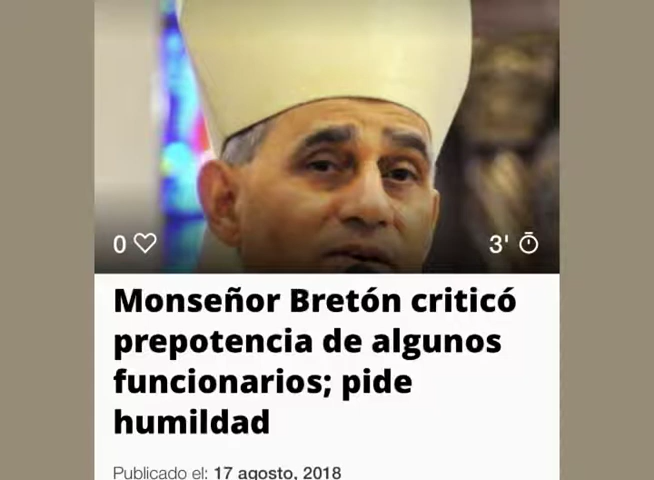 0
3'
Monseñor Bretón criticó
prepotencia de algunos
funcionarios; pide
humildad
Publicado el: 17 agosto, 2018